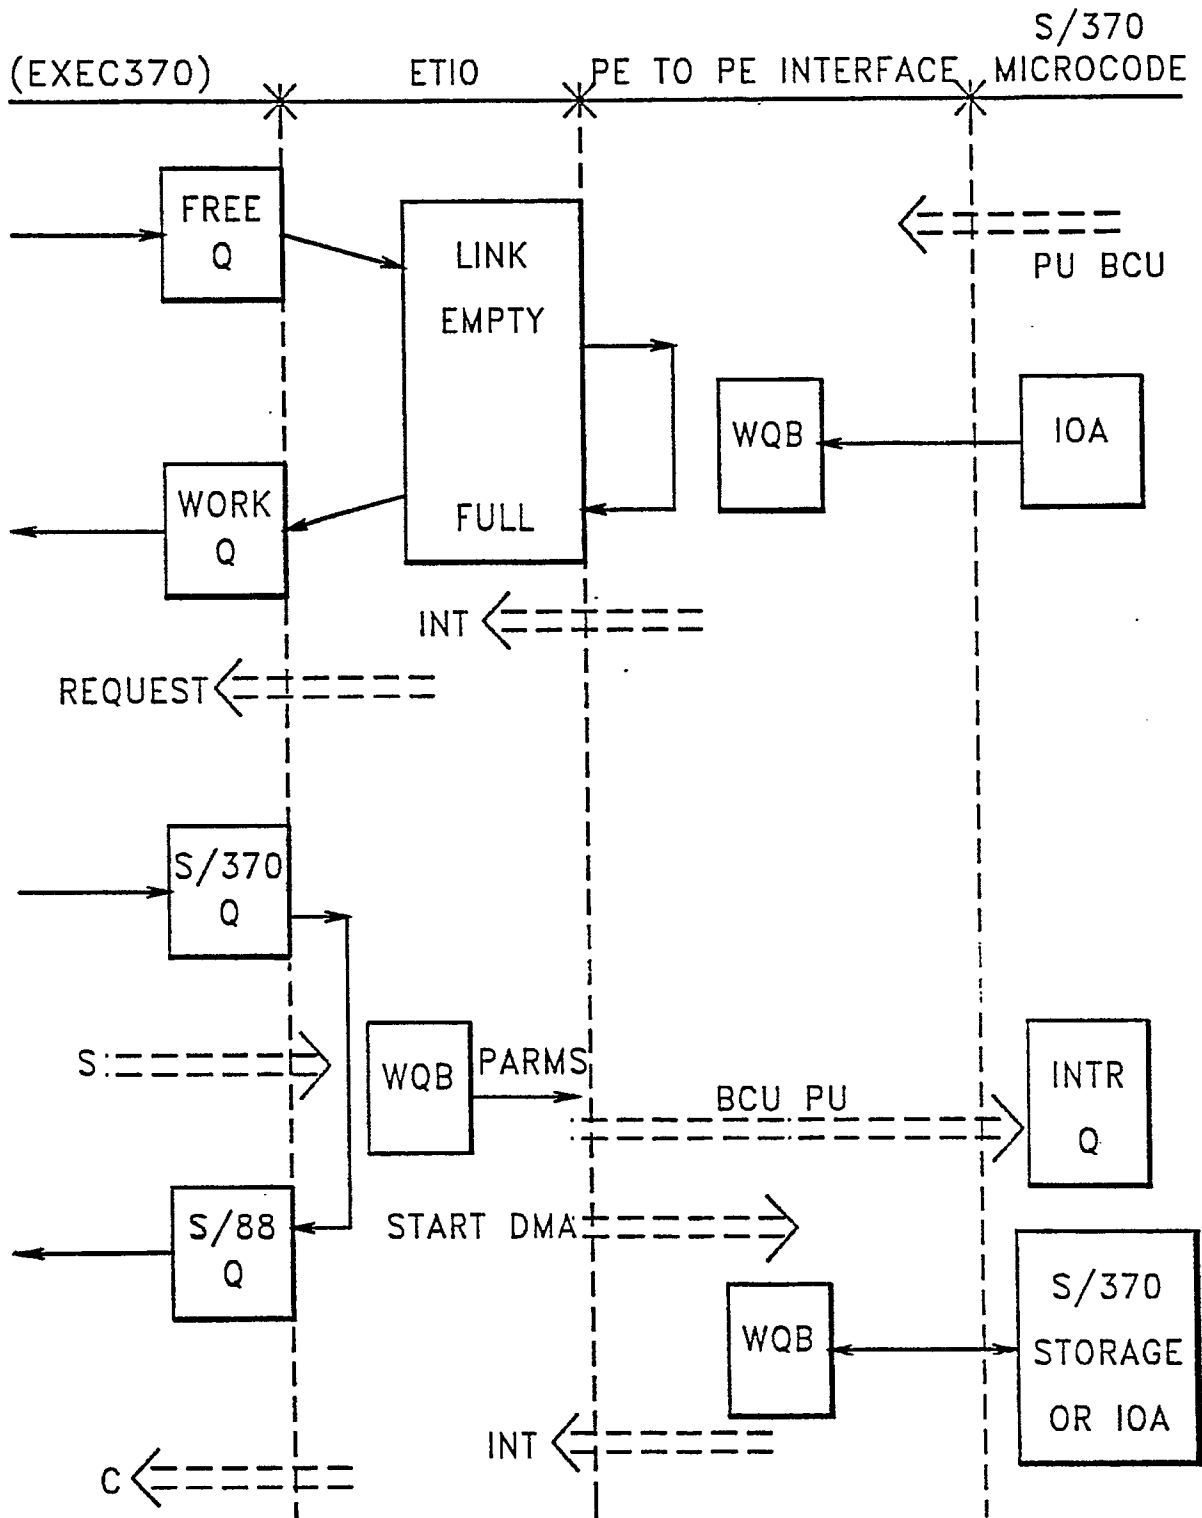 S/370
(EXEC370) ETIO PE TO PE INTERFACE MICROCODE
FREE
Q
LINK
EMPTY
FULL
PU BCU
WQB
IOA
WORK
Q
INT
REQUEST
S/370
Q
S
WQB
PARMS
BCU PU
INTR
Q
S/88
Q
START DMA
WQB
S/370
STORAGE
OR IOA
INT
C